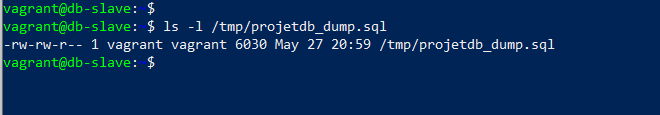 vagrant@db-slave: $
vagrant@db-slave: $ ls -l /tmp/projetdb_dump.sql
-rw-rw-r-- 1 vagrant vagrant 6030 May 27 20:59 /tmp/projetdb_dump.sql
vagrant@db-slave: $